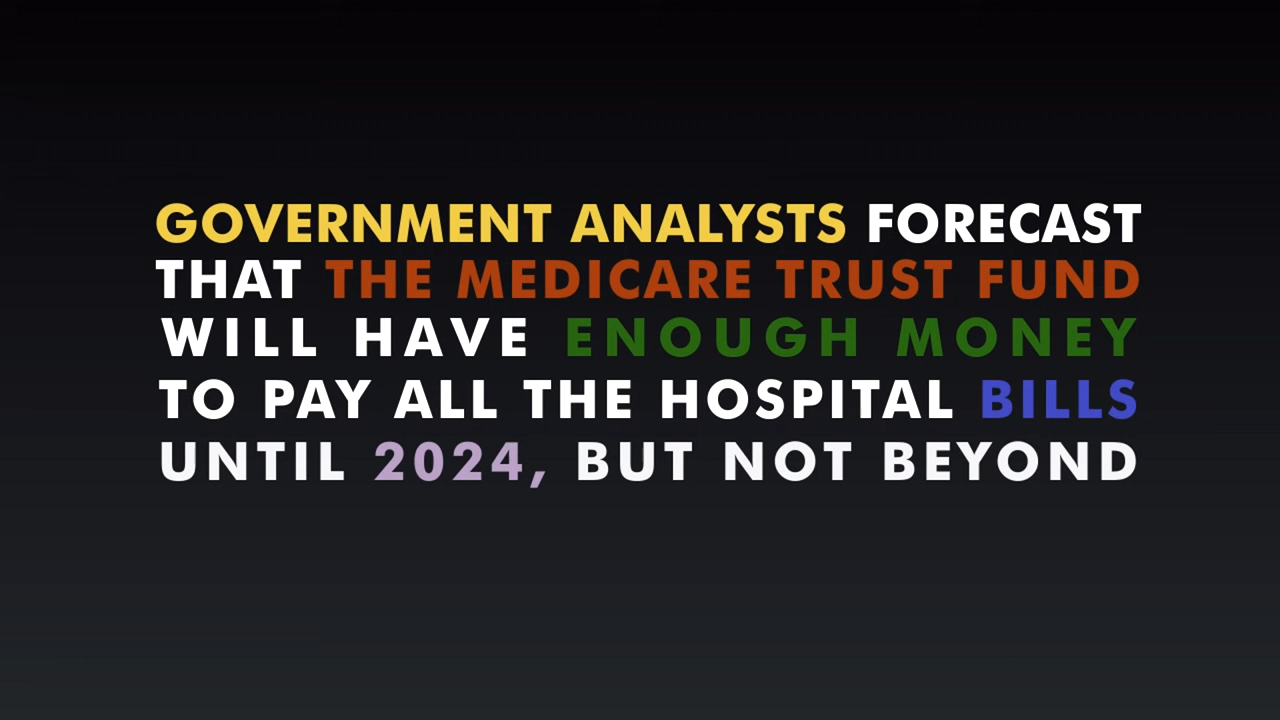 GOVERNMENT ANALYSTS FORECAST
THAT THE MEDICARE TRUST FUND
WILL HAVE ENOUGH MONEY
TO PAY ALL THE HOSPITAL BILLS
UNTIL 2024, BUT NOT BEYOND